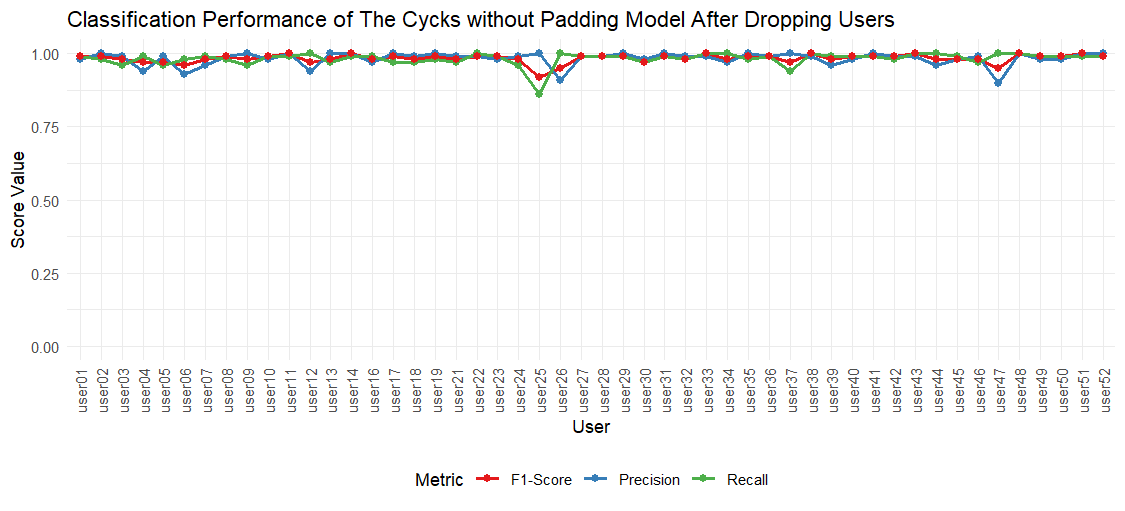 Classification Performance of The Cycks without Padding Model After Dropping Users
Score Value
1.00
0.75
0.50
0.25
0.00
user01
user02
user03
user04
user05
user06
user07
user08
user09
user10
user11
user12
user13
user14
user16
user17
user18
user19
user21
user22
user23
user24
user25
user26
user27
user28
user29
user30
user31
user32
user33
user34
user35
user36
user37
user38
user39
user40
user41
user42
user43
user44
user45
user46
user47
user48
user49
user50
user51
user52
User
Metric F1-Score Precision Recall